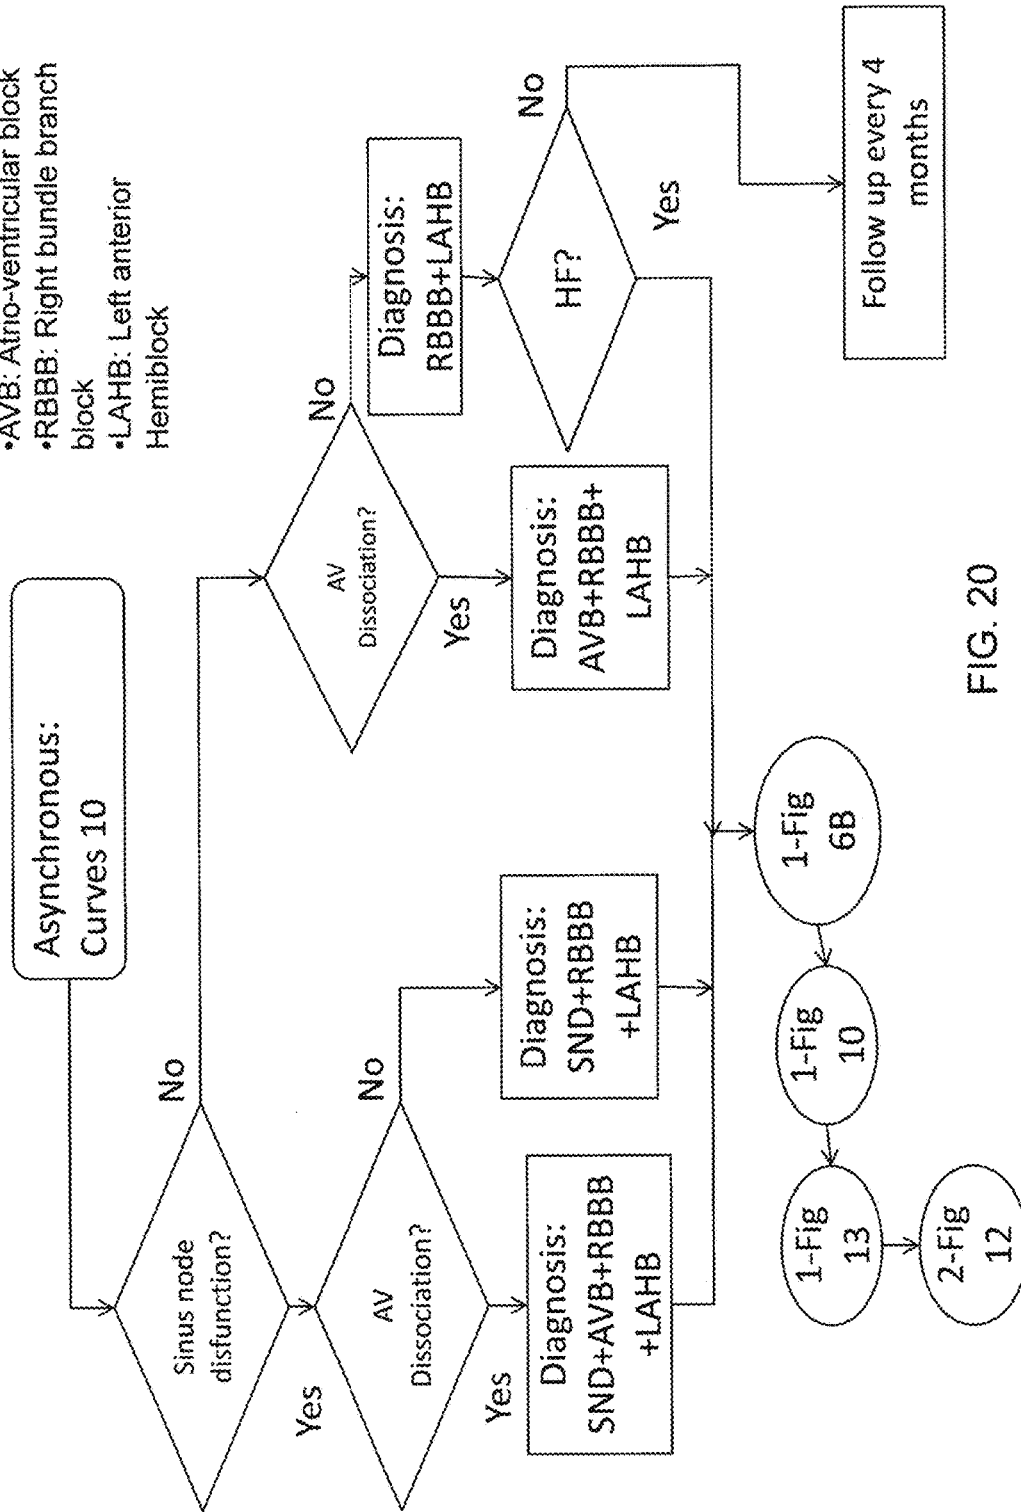 •AVB: Atrio-ventricular block
•RBBB: Right bundle branch
block
•LAHB: Left anterior
Hemiblock
Asynchronous:
Curves 10
Sinus node
disfunction?
No
Yes
AV
Dissociation?
No
Yes
AV
Dissociation?
No
Yes
Diagnosis:
RBBB+LAHB
Diagnosis:
SND+AVB+RBBB
+LAHB
Diagnosis:
SND+RBBB
+LAHB
Diagnosis:
AVB+RBBB+
LAHB
HF?
No
Yes
1-Fig
6B
1-Fig
10
1-Fig
13
2-Fig
12
Follow up every 4
months
FIG. 20